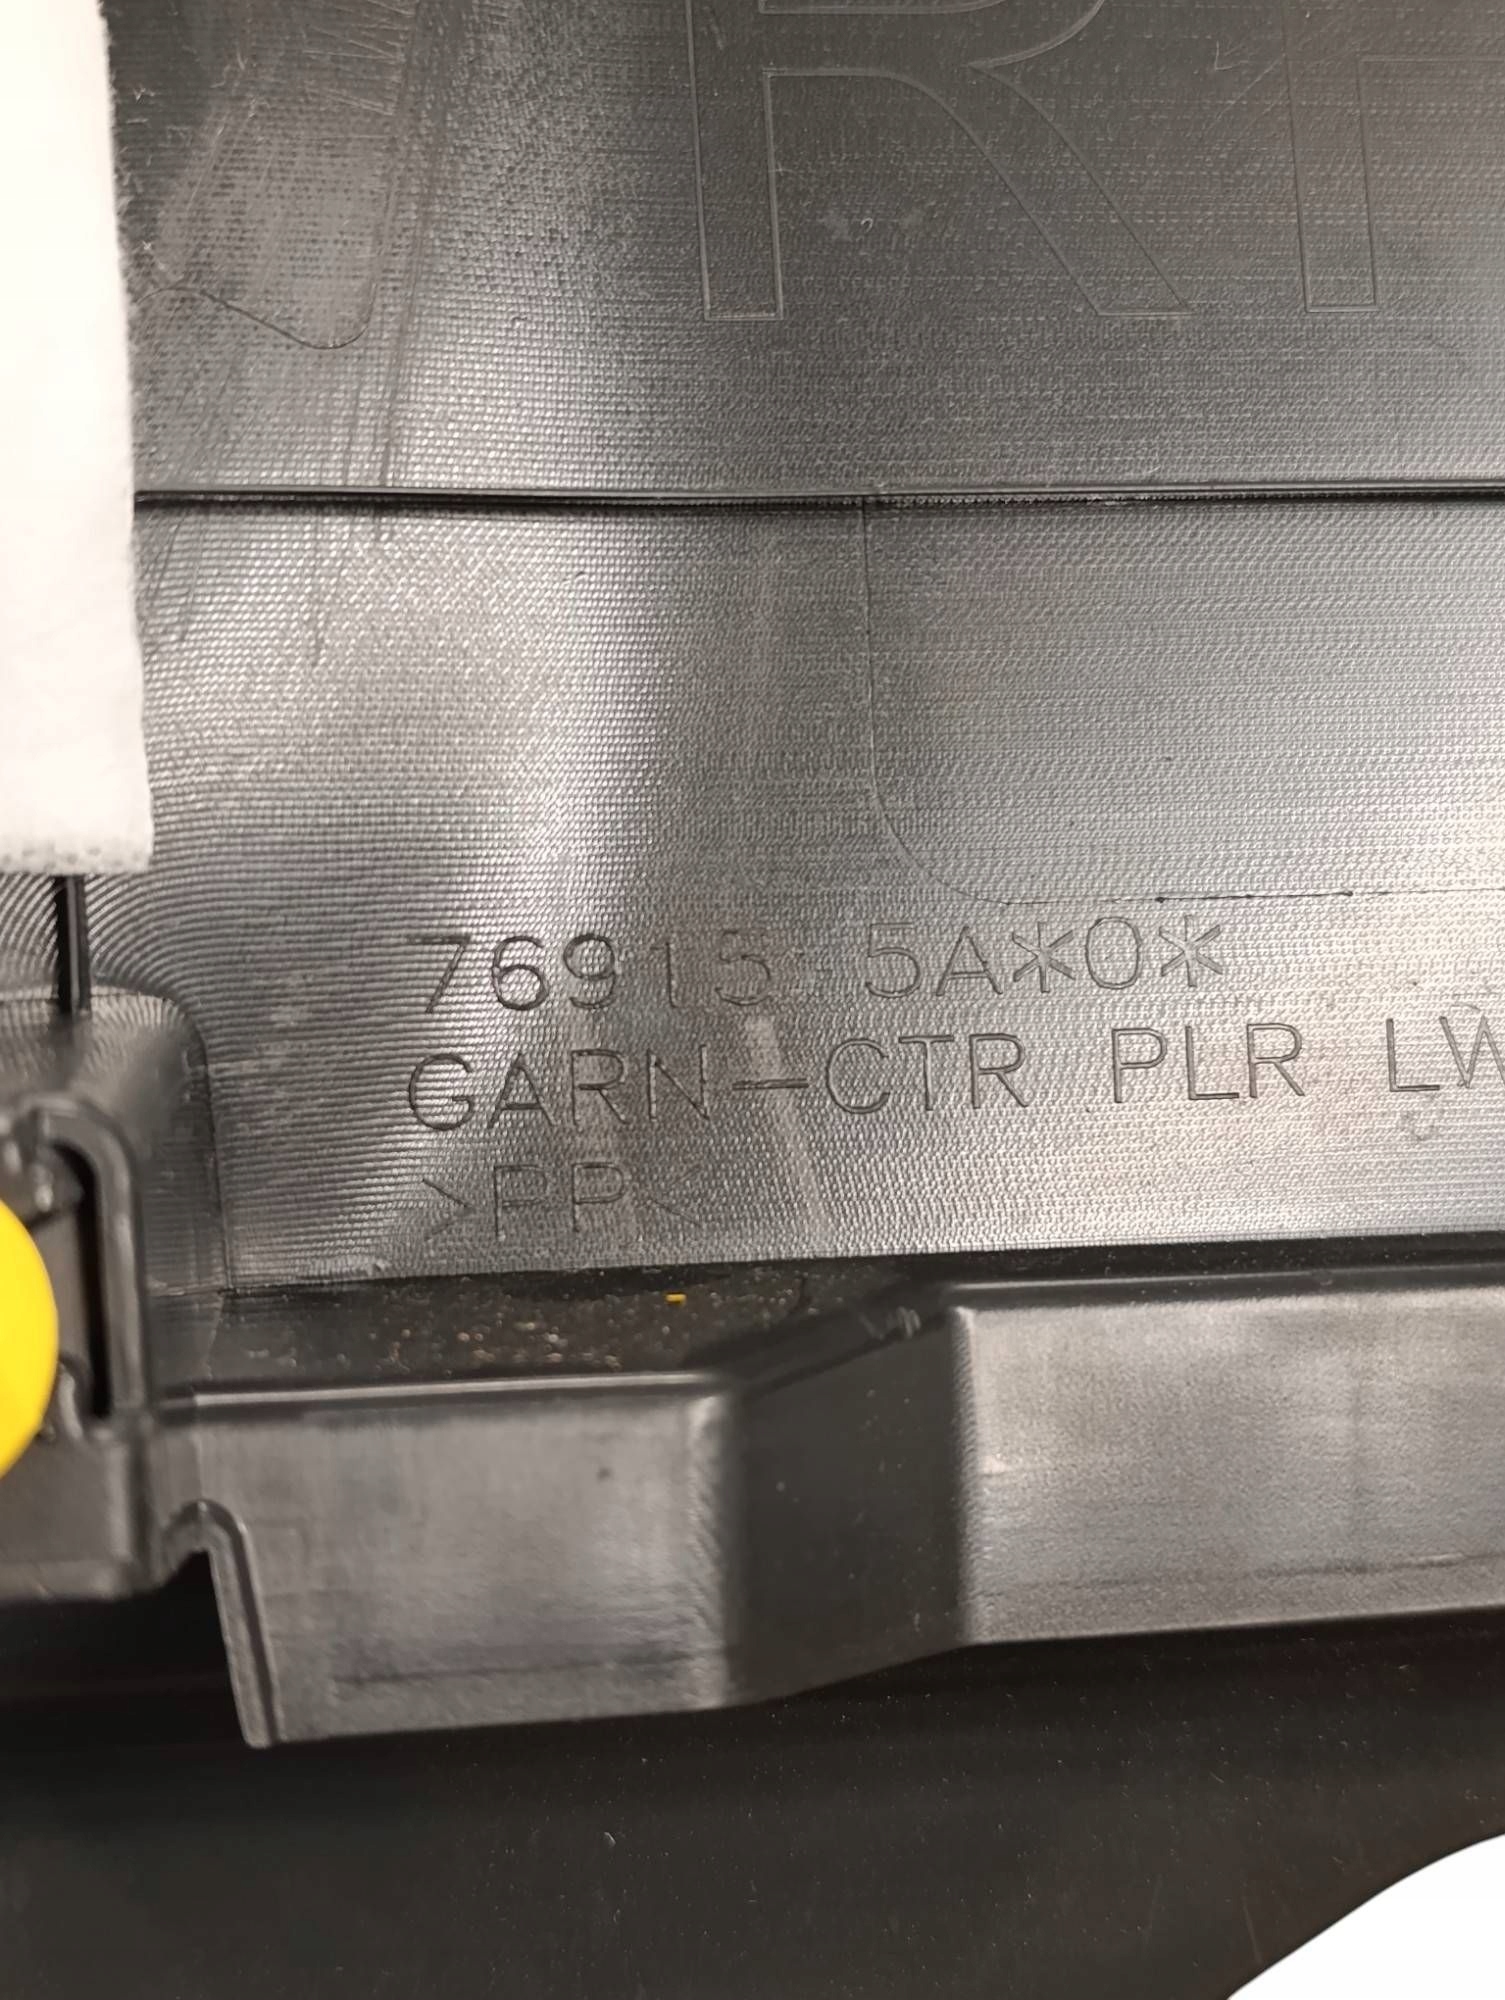 R
76915 5A*0*
GARN-CTR PLR LW
>PP<